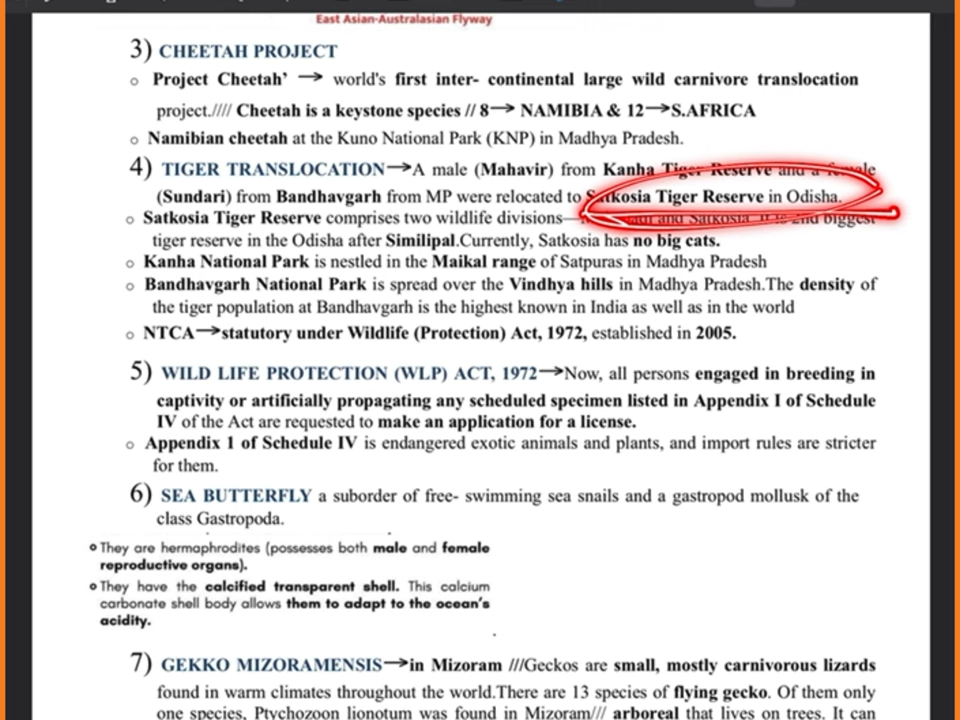 East Asian-Australasian Flyway
3) CHEETAH PROJECT
o Project Cheetah’ → world's first inter- continental large wild carnivore translocation
project.//// Cheetah is a keystone species // 8→ NAMIBIA & 12→S.AFRICA
o Namibian cheetah at the Kuno National Park (KNP) in Madhya Pradesh.
4) TIGER TRANSLOCATION→A male (Mahavir) from Kanha Tiger Reserve and a female
(Sundari) from Bandhavgarh from MP were relocated to Satkosia Tiger Reserve in Odisha.
o Satkosia Tiger Reserve comprises two wildlife divisions— and Satkosia. It is 2nd biggest
tiger reserve in the Odisha after Similipal.Currently, Satkosia has no big cats.
o Kanha National Park is nestled in the Maikal range of Satpuras in Madhya Pradesh
o Bandhavgarh National Park is spread over the Vindhya hills in Madhya Pradesh.The density of
the tiger population at Bandhavgarh is the highest known in India as well as in the world
o NTCA→statutory under Wildlife (Protection) Act, 1972, established in 2005.
5) WILD LIFE PROTECTION (WLP) ACT, 1972→Now, all persons engaged in breeding in
captivity or artificially propagating any scheduled specimen listed in Appendix I of Schedule
IV of the Act are requested to make an application for a license.
o Appendix 1 of Schedule IV is endangered exotic animals and plants, and import rules are stricter
for them.
6) SEA BUTTERFLY a suborder of free- swimming sea snails and a gastropod mollusk of the
class Gastropoda.
o They are hermaphrodites (possesses both male and female
reproductive organs).
o They have the calcified transparent shell. This calcium
carbonate shell body allows them to adapt to the ocean's
acidity.
7) GEKKO MIZORAMENSIS→in Mizoram ///Geckos are small, mostly carnivorous lizards
found in warm climates throughout the world.There are 13 species of flying gecko. Of them only
one species, Ptychozoon lionotum was found in Mizoram/// arboreal that lives on trees. It can